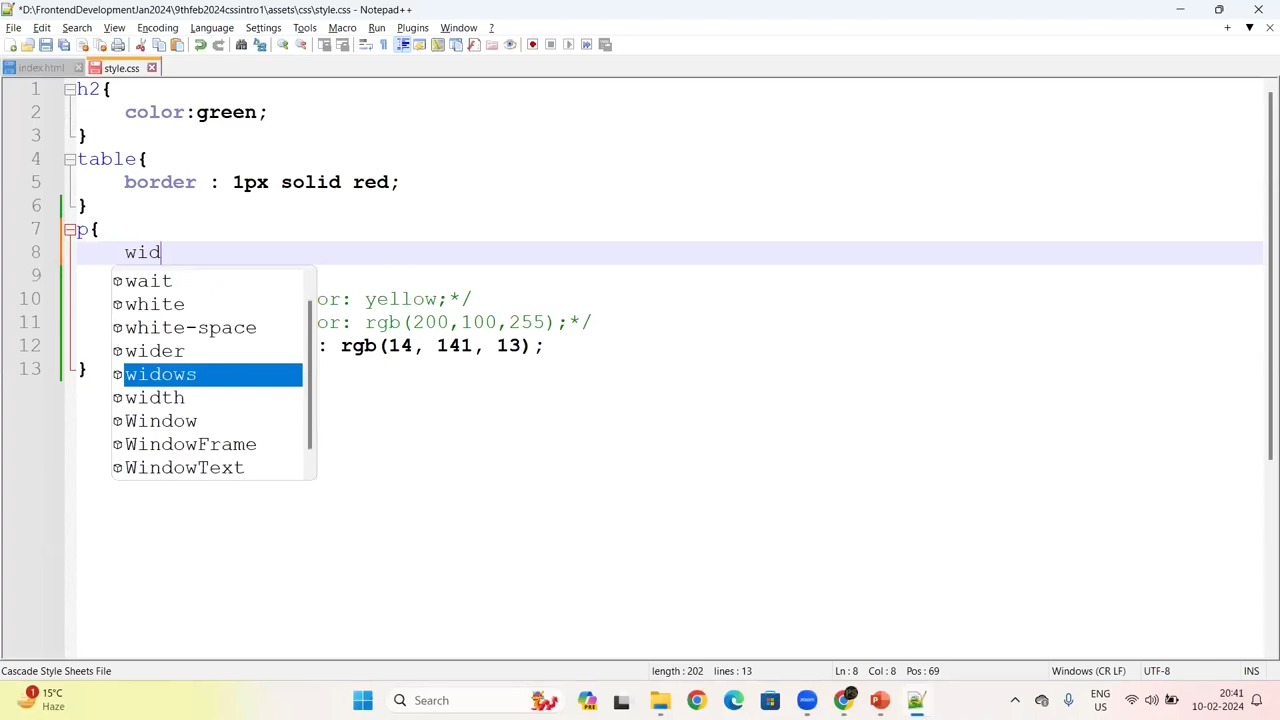 *D:\FrontendDevelopmentJan2024\9thfeb2024cssintro1\assets\css\style.css - Notepad++
File Edit Search View Encoding Language Settings Tools Macro Run Plugins Window ?
index.html style.css
1 h2{
2 color:green;
3 }
4 table{
5 border : 1px solid red;
6 }
7 p{
8 wid
9
wait
10 or: yellow;*/
white
11 or: rgb(200,100,255);*/
white-space
12 : rgb(14, 141, 13);
wider
13 }
widows
width
Window
WindowFrame
WindowText
Cascade Style Sheets File length : 202 lines : 13 Ln : 8 Col : 8 Pos : 69 Windows (CR LF) UTF-8 INS
1 15°C
Haze
Search
PRE
ENG
US
20:41
10-02-2024